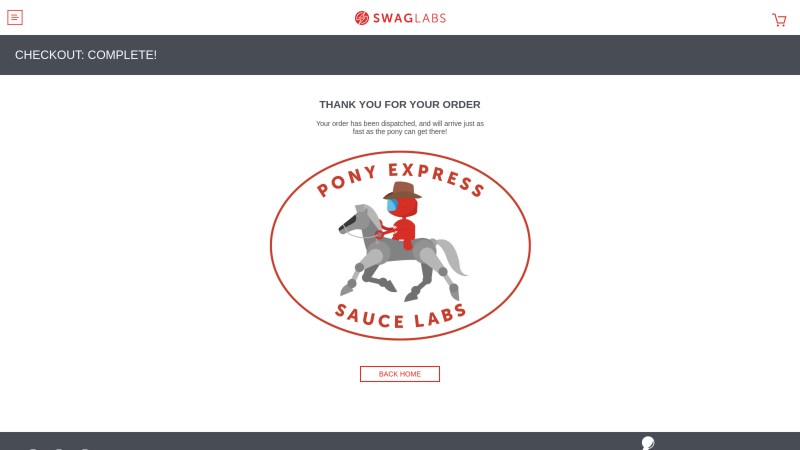 SWAGLABS
CHECKOUT: COMPLETE!
THANK YOU FOR YOUR ORDER
Your order has been dispatched, and will arrive just as
fast as the pony can get there!
PONY EXPRESS
SAUCE LABS
BACK HOME